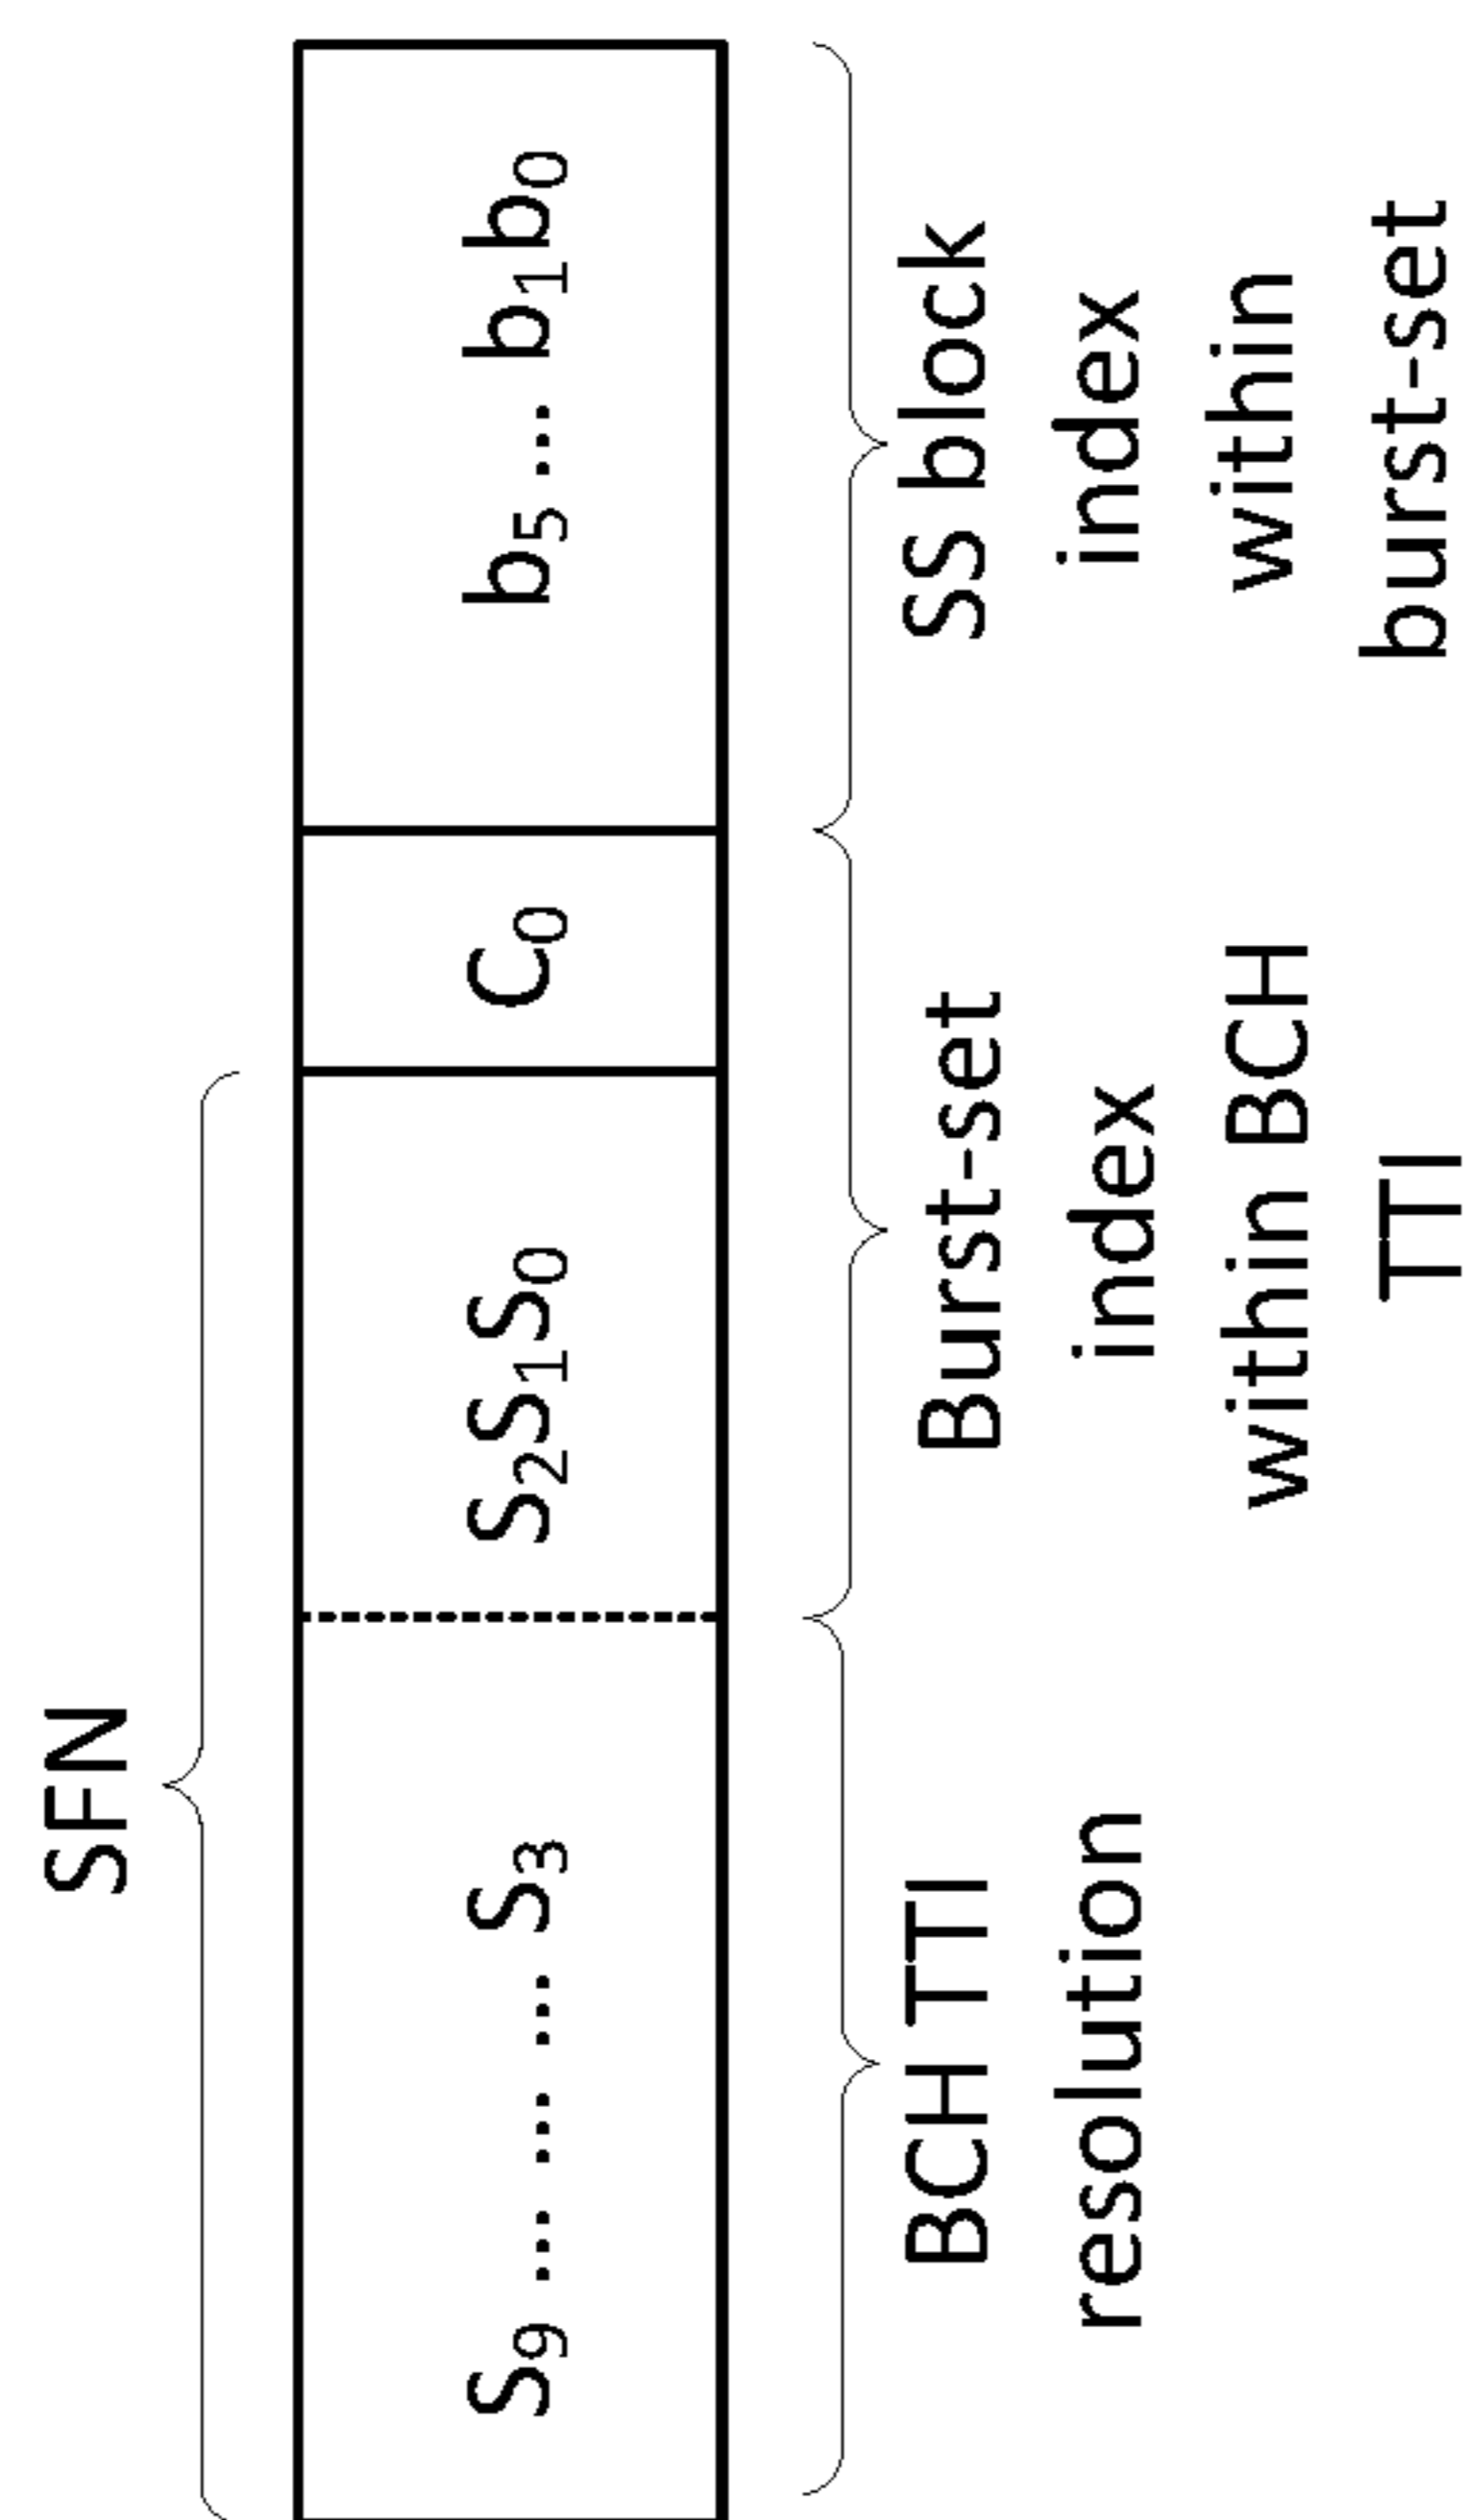 SFN
S₉ ... ... ... S₃
S₂S₁S₀
C₀
b₅ ... b₁b₀
BCH TTI
resolution
Burst-set
index
within BCH
TTI
SS block
index
within
burst-set